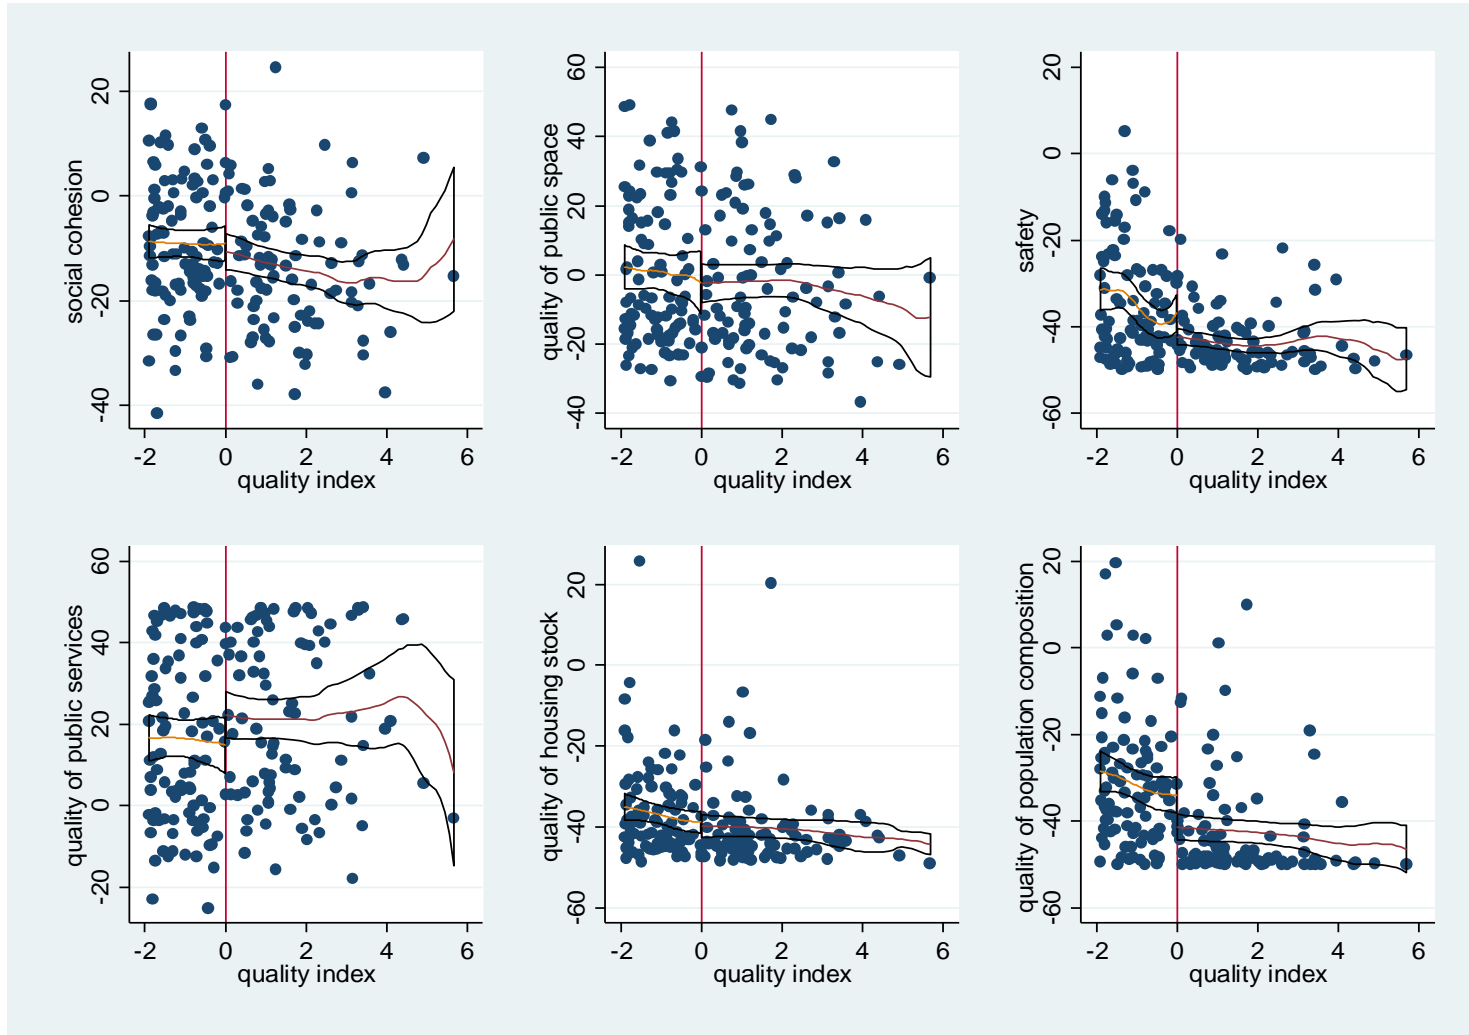 social cohesion
20
0
-20
-40
-2 0 2 4 6
quality index
quality of public space
60
40
20
0
-20
-40
-2 0 2 4 6
quality index
safety
20
0
-20
-40
-60
-2 0 2 4 6
quality index
quality of public services
60
40
20
0
-20
-2 0 2 4 6
quality index
quality of housing stock
20
0
-20
-40
-60
-2 0 2 4 6
quality index
quality of population composition
20
0
-20
-40
-60
-2 0 2 4 6
quality index